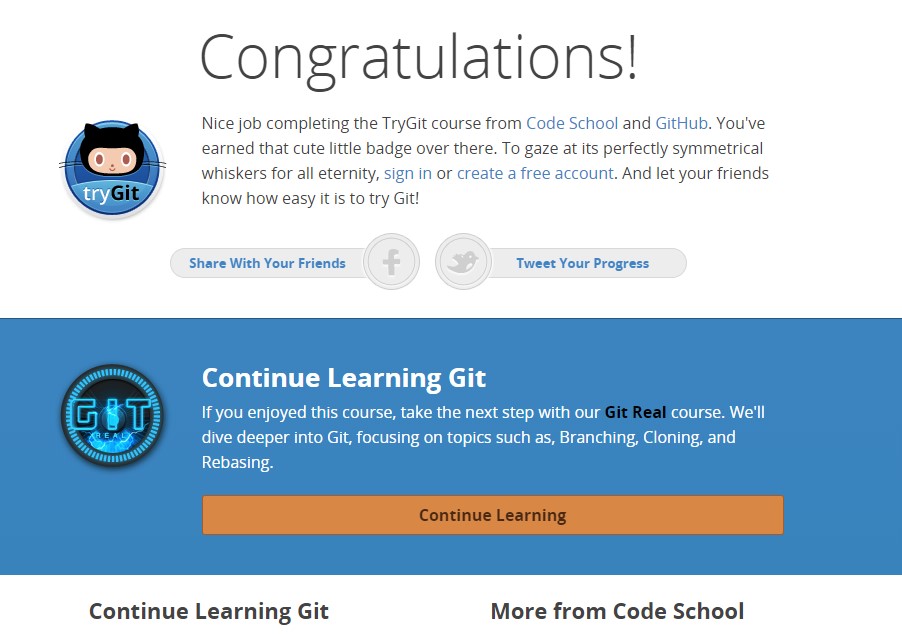 Congratulations!
Nice job completing the TryGit course from Code School and GitHub. You've
earned that cute little badge over there. To gaze at its perfectly symmetrical
whiskers for all eternity, sign in or create a free account. And let your friends
know how easy it is to try Git!
tryGit
Share With Your Friends
Tweet Your Progress
Continue Learning Git
If you enjoyed this course, take the next step with our Git Real course. We'll
dive deeper into Git, focusing on topics such as, Branching, Cloning, and
Rebasing.
GIT
REAL
Continue Learning
Continue Learning Git
More from Code School